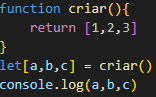 function criar(){
    return [1,2,3]
}
let[a,b,c] = criar()
console.log(a,b,c)